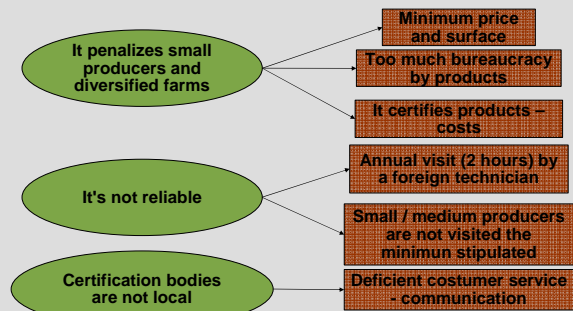 It penalizes small
producers and
diversified farms
Minimum price
and surface
Too much bureaucracy
by products
It certifies products –
costs
It's not reliable
Annual visit (2 hours) by
a foreign technician
Small / medium producers
are not visited the
minimun stipulated
Certification bodies
are not local
Deficient costumer service
- communication